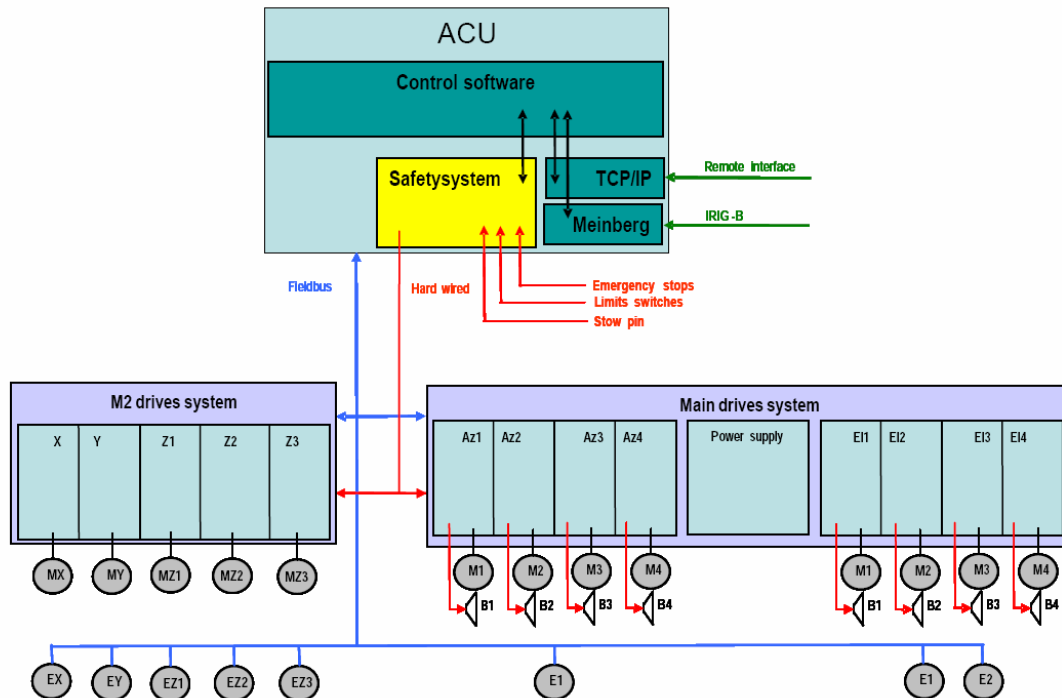 ACU
Control software
Safetysystem
TCP/IP
Remote Interface
Meinberg
IRIG-B
Fieldbus
Hard wired
Emergency stops
Limits switches
Stow pin
M2 drives system
X Y Z1 Z2 Z3
Main drives system
Az1 Az2 Az3 Az4
Power supply
El1 El2 El3 El4
MX MY MZ1 MZ2 MZ3
M1 M2 M3 M4
M1 M2 M3 M4
B1 B2 B3 B4
B1 B2 B3 B4
EX EY EZ1 EZ2 EZ3
E1
E1 E2